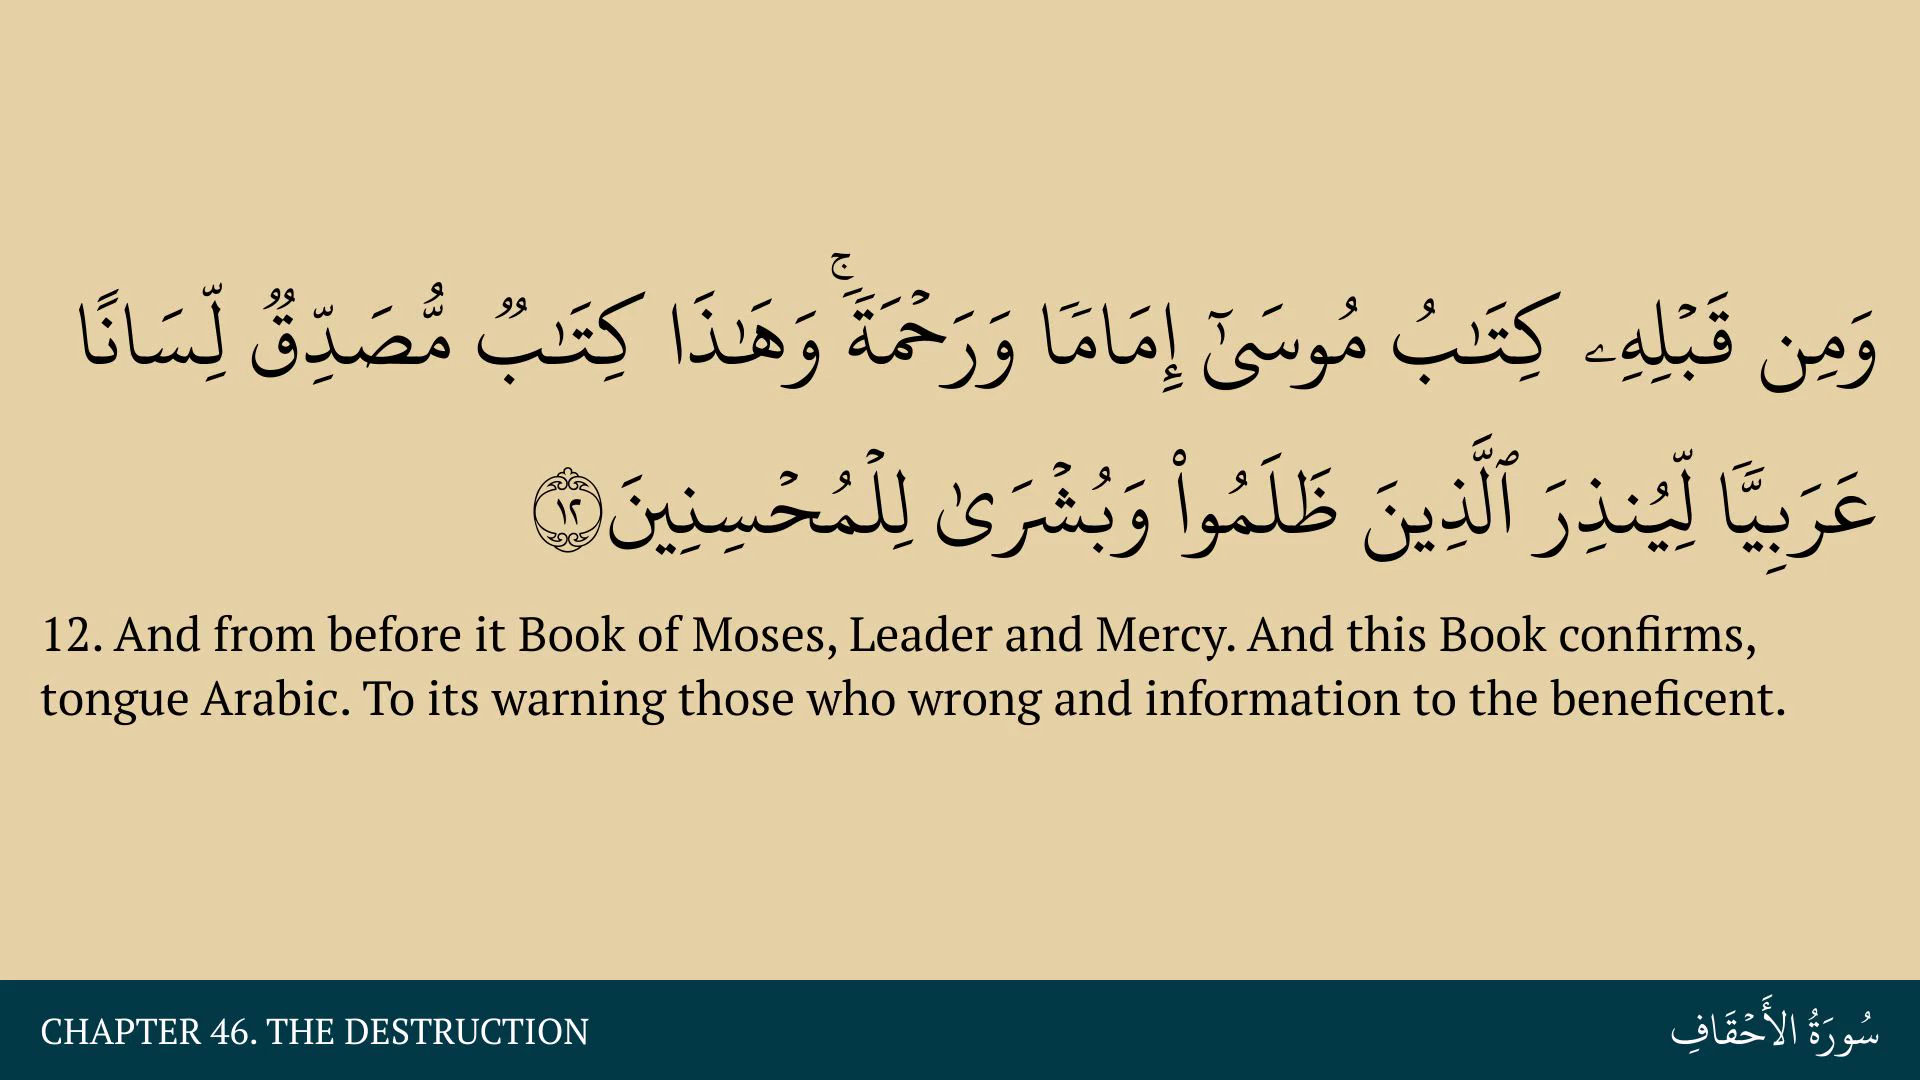 وَمِن قَبْلِهِۦ كِتَٰبُ مُوسَىٰٓ إِمَامٗا وَرَحْمَةٗۚ وَهَٰذَا كِتَٰبٞ مُّصَدِّقٞ لِّسَانًا
عَرَبِيّٗا لِّيُنذِرَ ٱلَّذِينَ ظَلَمُواْ وَبُشْرَىٰ لِلْمُحْسِنِينَ ١٢
12. And from before it Book of Moses, Leader and Mercy. And this Book confirms,
tongue Arabic. To its warning those who wrong and information to the beneficent.
CHAPTER 46. THE DESTRUCTION
سُورَةُ الأَحْقَافِ